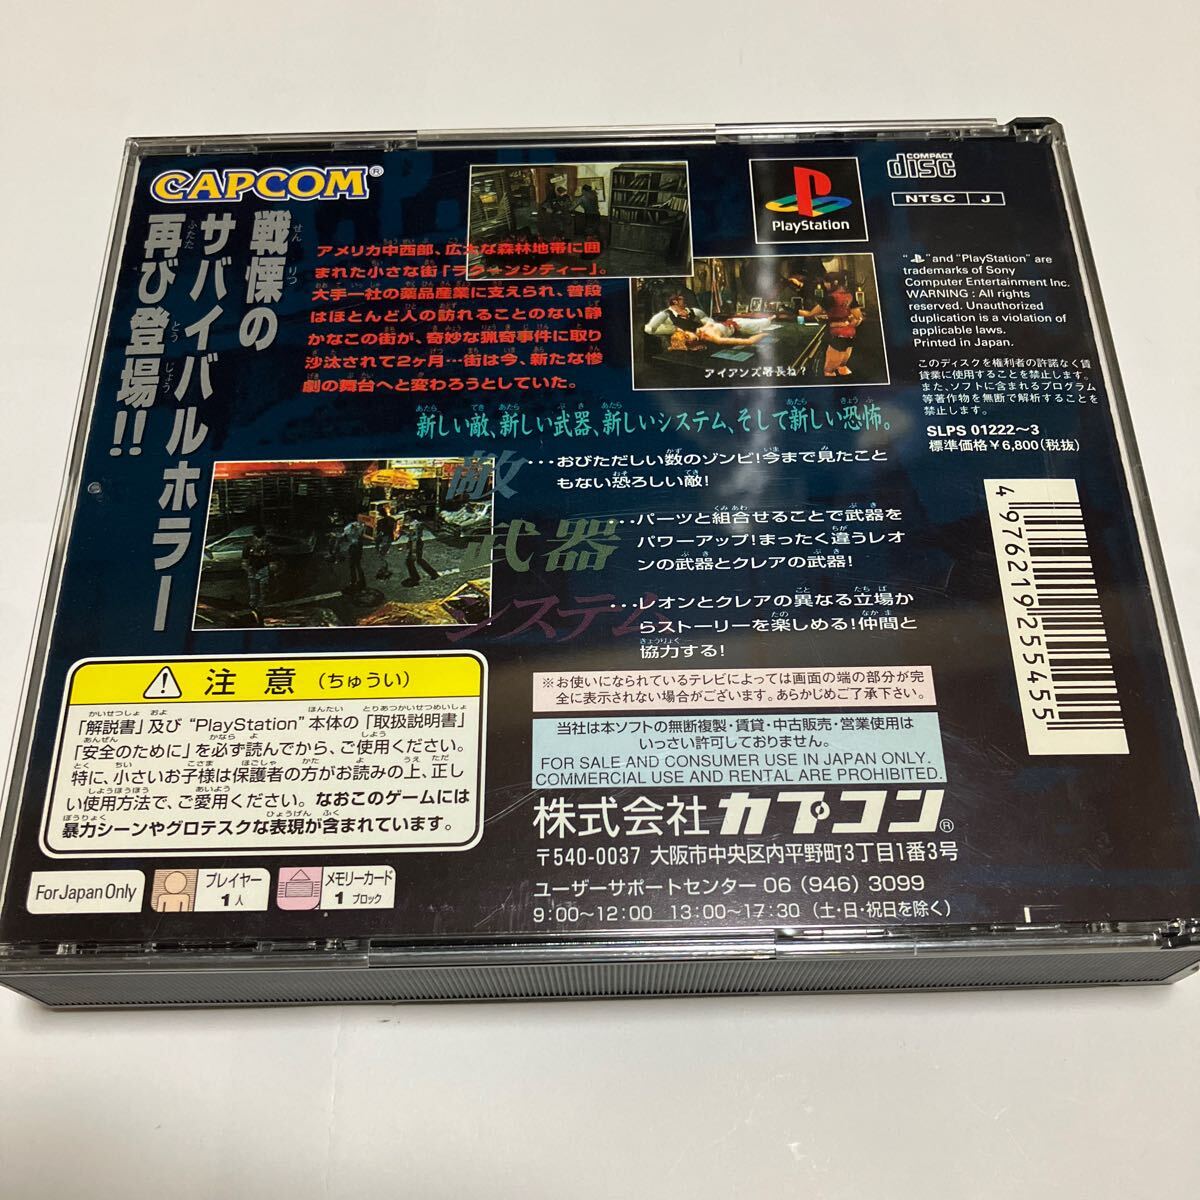 CAPCOM®
戦慄の
サバイバルホラー
再び登場!!
アメリカ中西部、広大な森林地帯に囲
まれた小さな街「ラクーンシティー」。
大手一社の薬品産業に支えられ、普段
はほとんど人の訪れることのない静
かなこの街が、奇妙な猟奇事件に取り
沙汰されて2ヶ月…街は今、新たな惨
劇の舞台へと変わろうとしていた。
アイアンズ署長ね?
PlayStation
COMPACT
disc
NTSC J
" " and "PlayStation" are
trademarks of Sony
Computer Entertainment Inc.
WARNING : All rights
reserved. Unauthorized
duplication is a violation of
applicable laws.
Printed in Japan.
このディスクを権利者の許諾なく賃
貸業に使用することを禁止します。
また、ソフトに含まれるプログラム
等著作物を無断で解析することを
禁止します。
SLPS 01222～3
標準価格￥6,800(税抜)
4 976219 255455
新しい敵、新しい武器、新しいシステム、そして新しい恐怖。
敵
…おびただしい数のゾンビ!今まで見たこと
もない恐ろしい敵!
武器
…パーツと組合せることで武器を
パワーアップ!まったく違うレオ
ンの武器とクレアの武器!
システム
…レオンとクレアの異なる立場か
らストーリーを楽しめる!仲間と
協力する!
注意 (ちゅうい)
「解説書」及び "PlayStation" 本体の「取扱説明書」
「安全のために」を必ず読んでから、ご使用ください。
特に、小さいお子様は保護者の方がお読みの上、正し
い使用方法で、ご愛用ください。なおこのゲームには
暴力シーンやグロテスクな表現が含まれています。
※お使いになられているテレビによっては画面の端の部分が完
全に表示されない場合がございます。あらかじめご了承下さい。
当社は本ソフトの無断複製・賃貸・中古販売・営業使用は
いっさい許可しておりません。
FOR SALE AND CONSUMER USE IN JAPAN ONLY.
COMMERCIAL USE AND RENTAL ARE PROHIBITED.
株式会社カプコン®
〒540-0037 大阪市中央区内平野町3丁目1番3号
ユーザーサポートセンター 06 (946) 3099
9:00～12:00 13:00～17:30 (土・日・祝日を除く)
For Japan Only
プレイヤー
1人
メモリーカード
1 ブロック